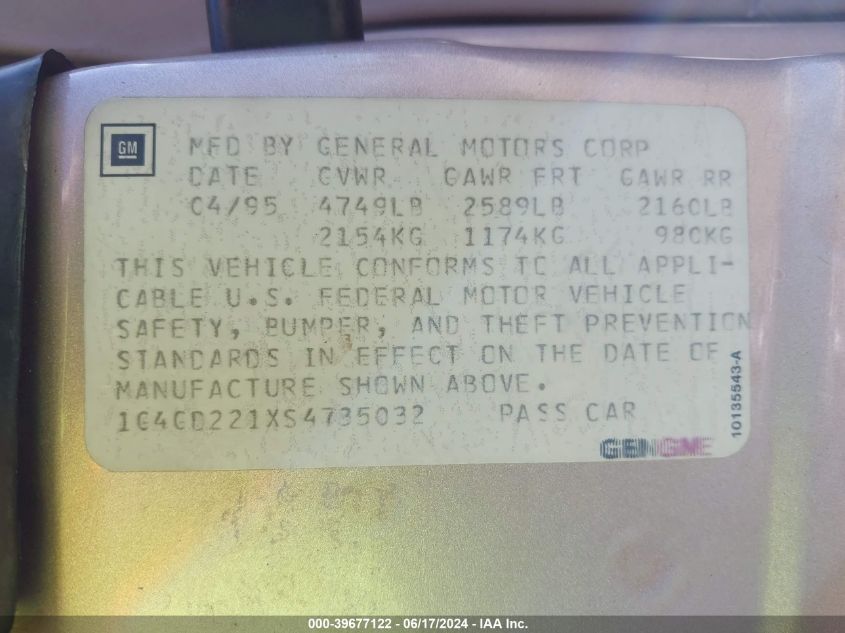 GM
MFD BY GENERAL MOTORS CORP
DATE GVWR GAWR FRT GAWR RR
04/95 4749LB 2589LB 2160LB
2154KG 1174KG 980KG
THIS VEHICLE CONFORMS TO ALL APPLI-
CABLE U.S. FEDERAL MOTOR VEHICLE
SAFETY, BUMPER, AND THEFT PREVENTION
STANDARDS IN EFFECT ON THE DATE OF
MANUFACTURE SHOWN ABOVE.
1G4CD221XS4735032 PASS CAR
10135543-A
000-39677122 - 06/17/2024 - IAA Inc.